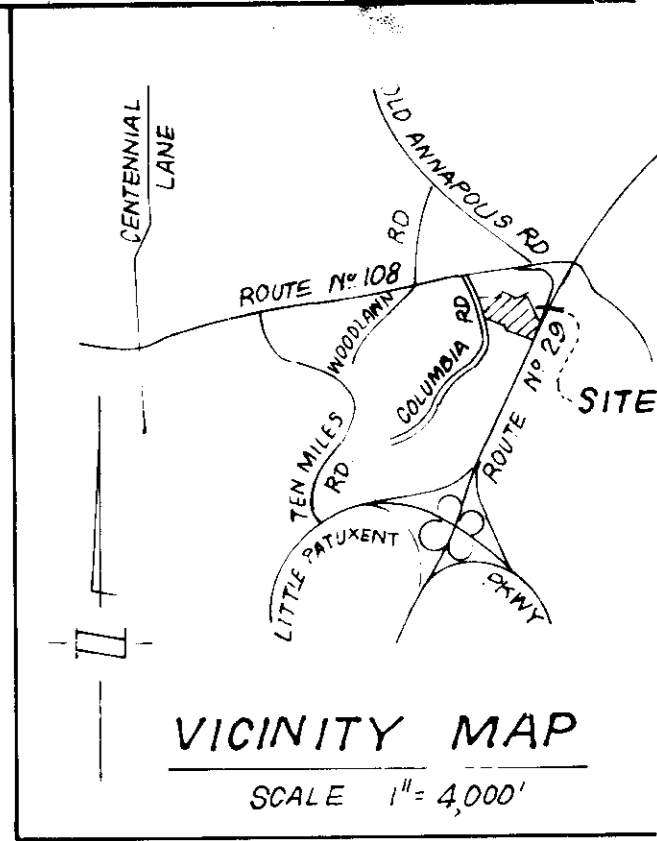 CENTENNIAL
LANE
OLD ANNAPOLIS RD
WOODLAWN RD
ROUTE Nº 108
COLUMBIA RD
ROUTE Nº 29
SITE
TEN MILES
RD
LITTLE PATUXENT
PKWY
N
VICINITY MAP
SCALE 1"= 4,000'